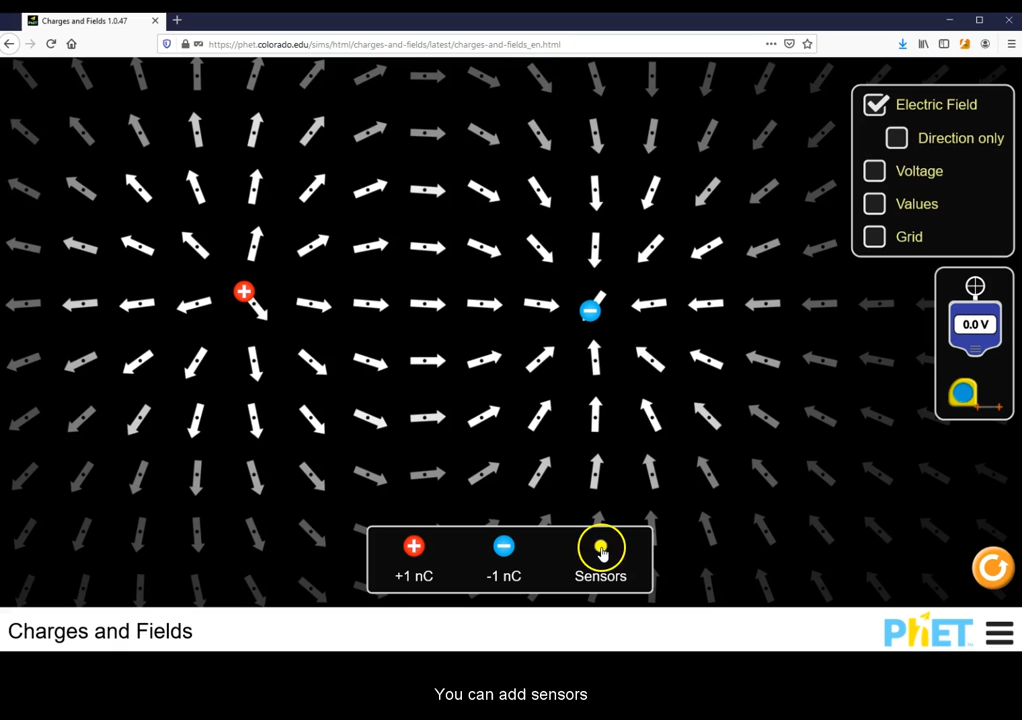 Charges and Fields 1.0.47
https://phet.colorado.edu/sims/html/charges-and-fields/latest/charges-and-fields_en.html
Electric Field
Direction only
Voltage
Values
Grid
0.0 V
+1 nC
-1 nC
Sensors
Charges and Fields
PhET
You can add sensors